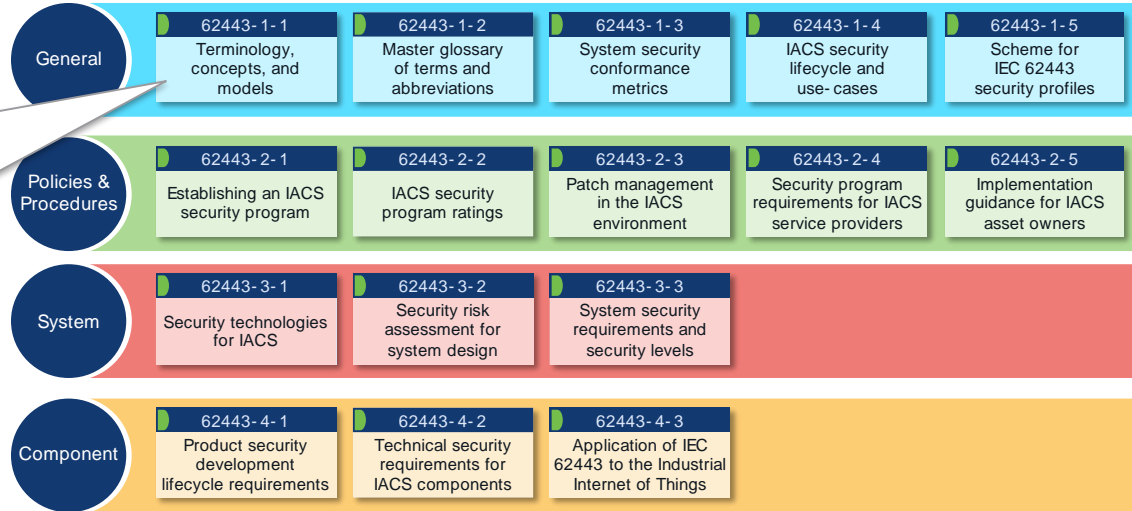 General
62443-1-1
Terminology,
concepts, and
models
62443-1-2
Master glossary
of terms and
abbreviations
62443-1-3
System security
conformance
metrics
62443-1-4
IACS security
lifecycle and
use-cases
62443-1-5
Scheme for
IEC 62443
security profiles
Policies &
Procedures
62443-2-1
Establishing an IACS
security program
62443-2-2
IACS security
program ratings
62443-2-3
Patch management
in the IACS
environment
62443-2-4
Security program
requirements for IACS
service providers
62443-2-5
Implementation
guidance for IACS
asset owners
System
62443-3-1
Security technologies
for IACS
62443-3-2
Security risk
assessment for
system design
62443-3-3
System security
requirements and
security levels
Component
62443-4-1
Product security
development
lifecycle requirements
62443-4-2
Technical security
requirements for
IACS components
62443-4-3
Application of IEC
62443 to the Industrial
Internet of Things